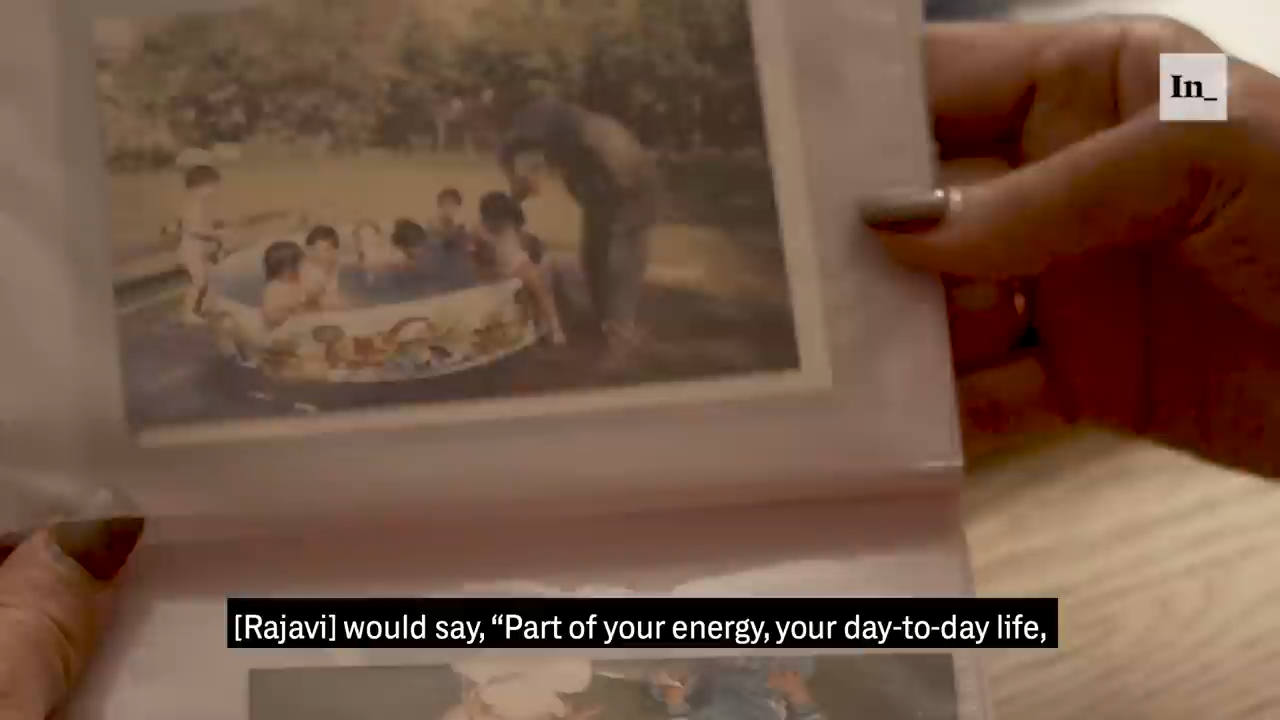 In_
[Rajavi] would say, “Part of your energy, your day-to-day life,